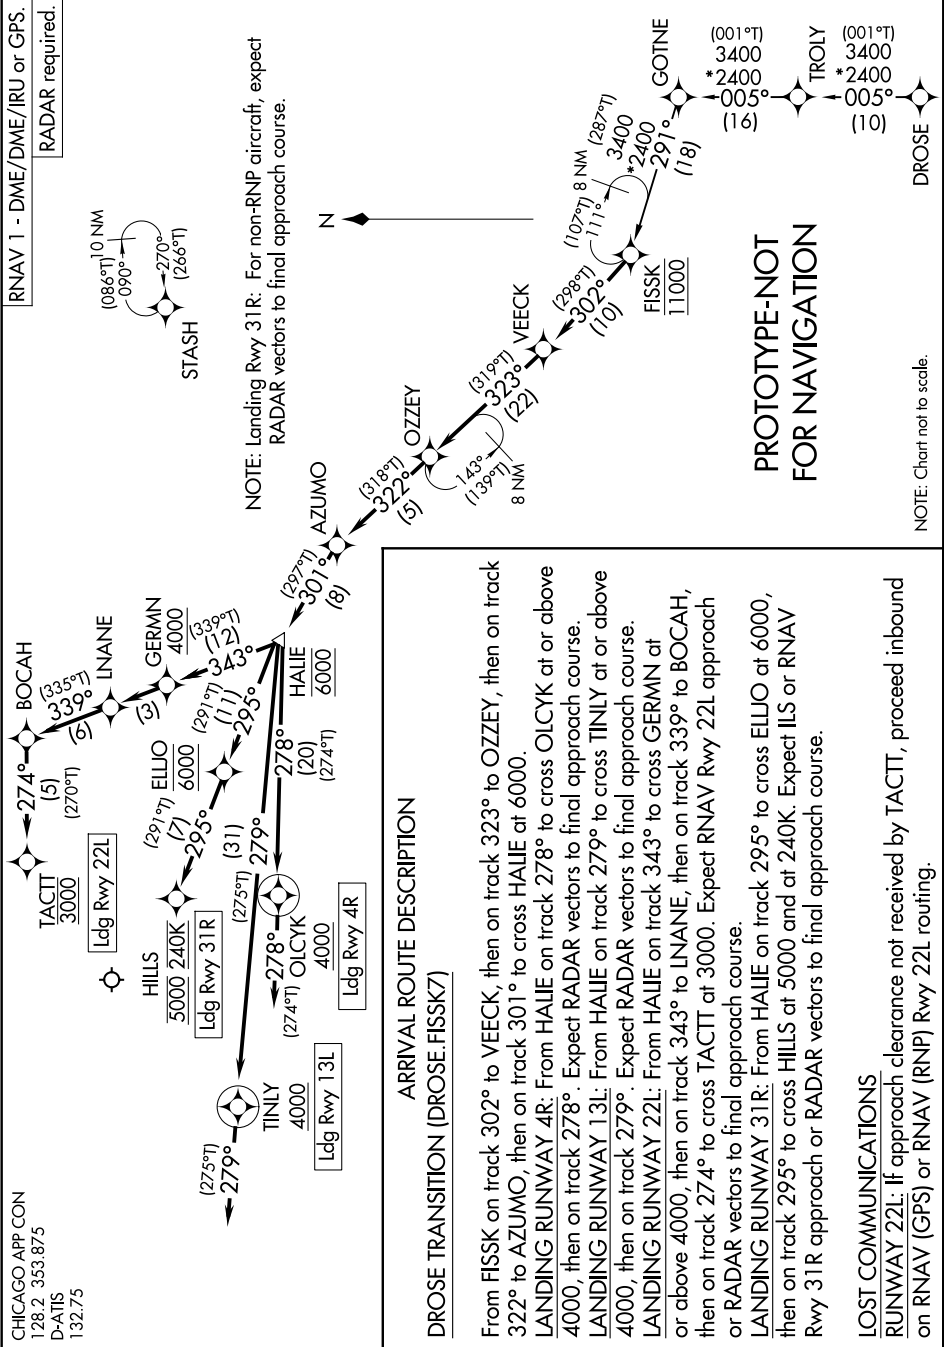 CHICAGO APP CON
128.2 353.875
D-ATIS
132.75
RNAV 1 - DME/DME/IRU or GPS.
RADAR required.
NOTE: Landing Rwy 31R: For non-RNP aircraft, expect
RADAR vectors to final approach course.
STASH
(086°T)
090°
10 NM
270°
(266°T)
N
BOCAH
274°
(5)
(270°T)
TACTT
3000
Ldg Rwy 22L
(335°T)
339°
(6)
LNANE
(3)
GERMN
4000
(339°T)
(12)
343°
ELLJO
6000
(291°T)
(11)
295°
(291°T)
(7)
295°
HILLS
5000 240K
Ldg Rwy 31R
HALIE
6000
278°
(20)
(274°T)
(31)
279°
(275°T)
278°
(274°T)
OLCYK
4000
Ldg Rwy 4R
TINLY
4000
Ldg Rwy 13L
(275°T)
279°
AZUMO
(297°T)
301°
(8)
OZZEY
(318°T)
322°
(5)
143°
(139°T)
8 NM
VEECK
(319°T)
323°
(22)
(298°T)
302°
(10)
FISSK
11000
(107°T)
111°
8 NM
(287°T)
3400
*2400
291°
(18)
GOTNE
(001°T)
3400
*2400
005°
(16)
TROLY
(001°T)
3400
*2400
005°
(10)
DROSE
PROTOTYPE-NOT
FOR NAVIGATION
NOTE: Chart not to scale.
ARRIVAL ROUTE DESCRIPTION
DROSE TRANSITION (DROSE.FISSK7)
From FISSK on track 302° to VEECK, then on track 323° to OZZEY, then on track
322° to AZUMO, then on track 301° to cross HALIE at 6000.
LANDING RUNWAY 4R: From HALIE on track 278° to cross OLCYK at or above
4000, then on track 278°. Expect RADAR vectors to final approach course.
LANDING RUNWAY 13L: From HALIE on track 279° to cross TINLY at or above
4000, then on track 279°. Expect RADAR vectors to final approach course.
LANDING RUNWAY 22L: From HALIE on track 343° to cross GERMN at
or above 4000, then on track 343° to LNANE, then on track 339° to BOCAH,
then on track 274° to cross TACTT at 3000. Expect RNAV Rwy 22L approach
or RADAR vectors to final approach course.
LANDING RUNWAY 31R: From HALIE on track 295° to cross ELLJO at 6000,
then on track 295° to cross HILLS at 5000 and at 240K. Expect ILS or RNAV
Rwy 31R approach or RADAR vectors to final approach course.
LOST COMMUNICATIONS
RUNWAY 22L: If approach clearance not received by TACTT, proceed inbound
on RNAV (GPS) or RNAV (RNP) Rwy 22L routing.